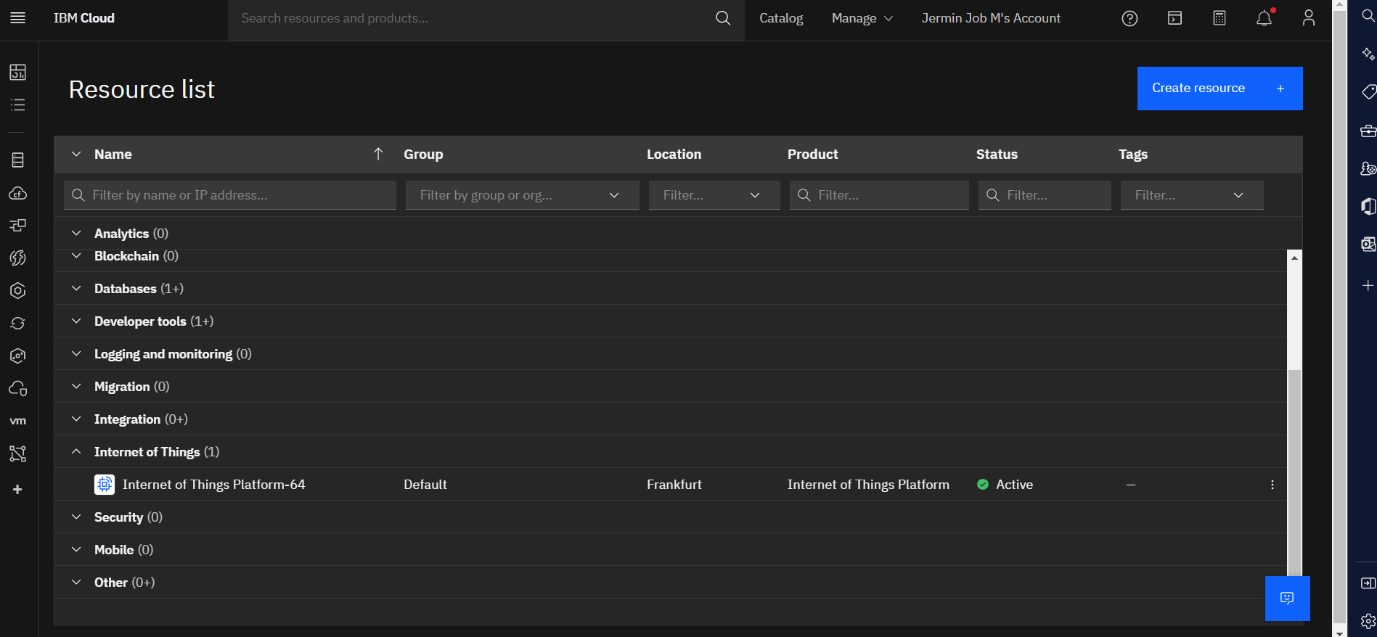 IBM Cloud
Search resources and products...
Catalog
Manage
Jermin Job M's Account
Resource list
Create resource +
Name
Group
Location
Product
Status
Tags
Filter by name or IP address...
Filter by group or org...
Filter...
Filter...
Filter...
Filter...
Analytics (0)
Blockchain (0)
Databases (1+)
Developer tools (1+)
Logging and monitoring (0)
Migration (0)
Integration (0+)
Internet of Things (1)
Internet of Things Platform-64 Default Frankfurt Internet of Things Platform Active –
Security (0)
Mobile (0)
Other (0+)
vm